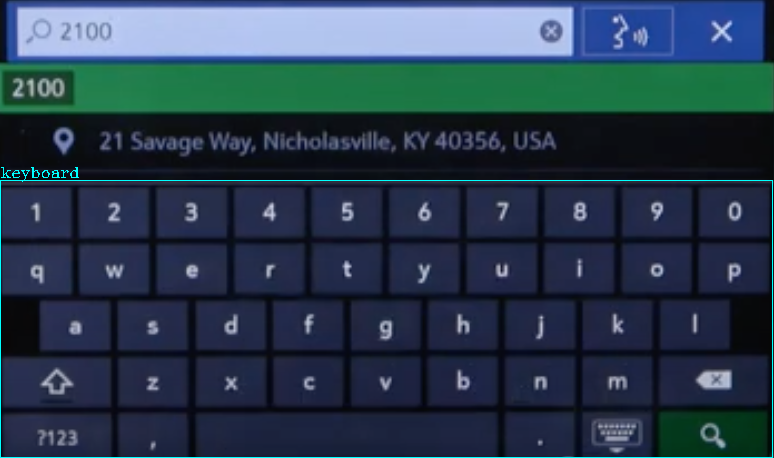 2100
2100
21 Savage Way, Nicholasville, KY 40356, USA
keyboard
1 2 3 4 5 6 7 8 9 0
q w e r t y u i o p
a s d f g h j k l
z x c v b n m
?123 , .